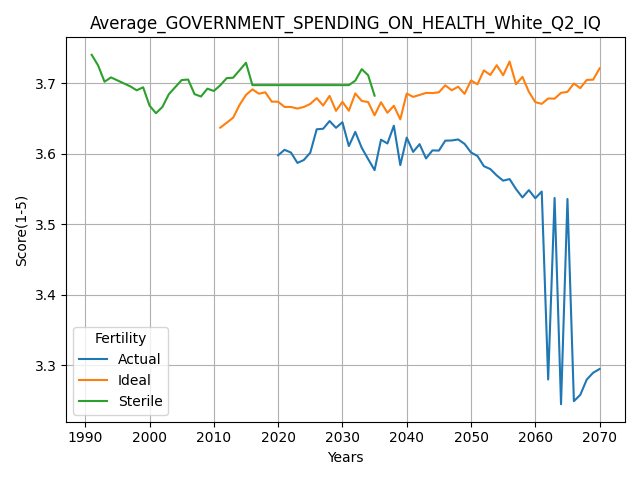 Average_GOVERNMENT_SPENDING_ON_HEALTH_White_Q2_IQ
Score(1-5)
3.7
3.6
3.5
3.4
3.3
Fertility
Actual
Ideal
Sterile
1990 2000 2010 2020 2030 2040 2050 2060 2070
Years